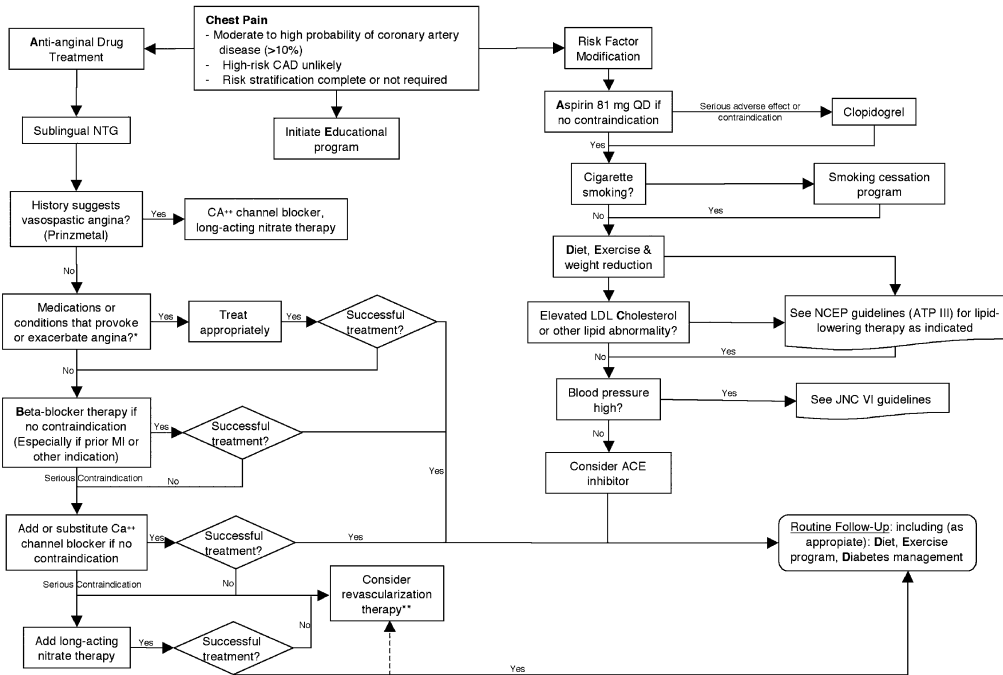 Chest Pain
- Moderate to high probability of coronary artery
disease (>10%)
- High-risk CAD unlikely
- Risk stratification complete or not required
Anti-anginal Drug
Treatment
Sublingual NTG
Initiate Educational
program
History suggests
vasospastic angina?
(Prinzmetal)
Yes
CA++ channel blocker,
long-acting nitrate therapy
No
Medications or
conditions that provoke
or exacerbate angina?*
Yes
Treat
appropriately
Yes
Successful
treatment?
No
Beta-blocker therapy if
no contraindication
(Especially if prior MI or
other indication)
Yes
Successful
treatment?
Yes
Serious Contraindication
No
Add or substitute Ca++
channel blocker if no
contraindication
Yes
Successful
treatment?
Yes
Serious Contraindication
No
Consider
revascularization
therapy**
No
Add long-acting
nitrate therapy
Yes
Successful
treatment?
Yes
Risk Factor
Modification
Aspirin 81 mg QD if
no contraindication
Serious adverse effect or
contraindication
Clopidogrel
Yes
Cigarette
smoking?
Smoking cessation
program
No
Yes
Diet, Exercise &
weight reduction
Elevated LDL Cholesterol
or other lipid abnormality?
See NCEP guidelines (ATP III) for lipid-
lowering therapy as indicated
No
Yes
Blood pressure
high?
Yes
See JNC VI guidelines
No
Consider ACE
inhibitor
Routine Follow-Up: including (as
appropiate): Diet, Exercise
program, Diabetes management